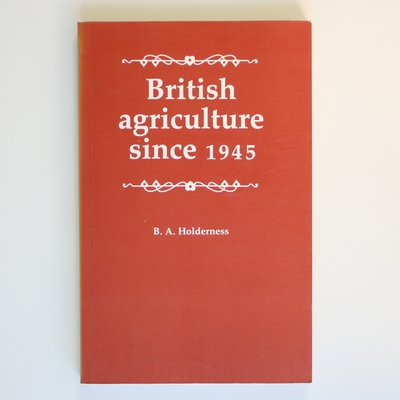 British
agriculture
since 1945
B. A. Holderness